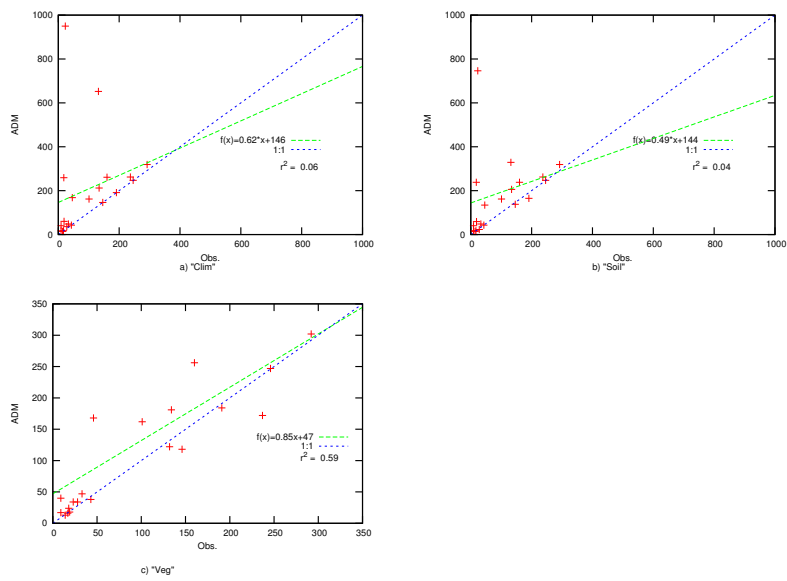 1000
800
600
400
200
0
ADM
f(x)=0.62*x+146
1:1
r² = 0.06
0 200 400 600 800 1000
Obs.
a) "Clim"
1000
800
600
400
200
0
ADM
f(x)=0.49*x+144
1:1
r² = 0.04
0 200 400 600 800 1000
Obs.
b) "Soil"
350
300
250
200
150
100
50
0
ADM
f(x)=0.85x+47
1:1
r² = 0.59
0 50 100 150 200 250 300 350
Obs.
c) "Veg"